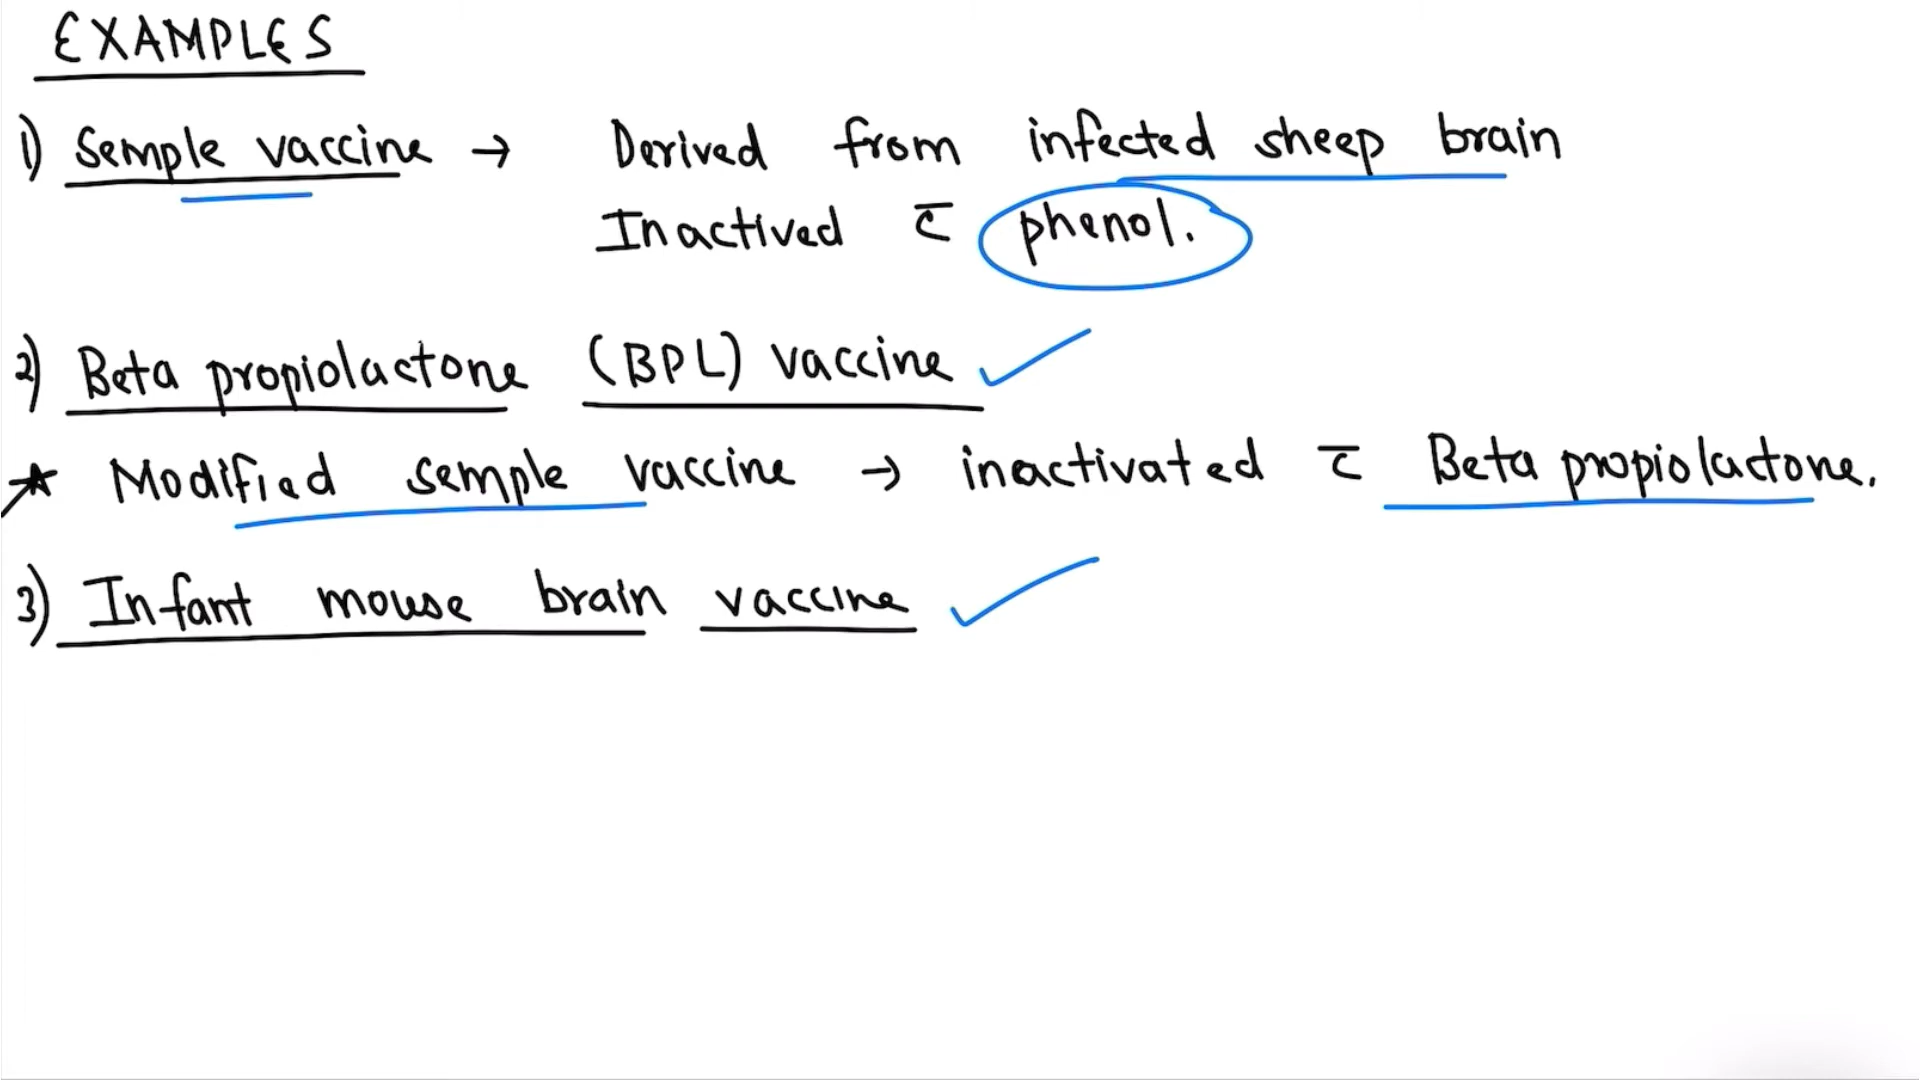 EXAMPLES
1) Semple vaccine → Derived from infected sheep brain
Inactived c̅ phenol.
2) Beta propiolactone (BPL) vaccine ✓
★ Modified semple vaccine → inactivated c̅ Beta propiolactone.
3) Infant mouse brain vaccine ✓